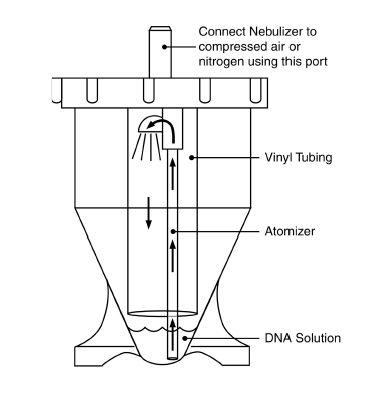 Connect Nebulizer to
compressed air or
nitrogen using this port
Vinyl Tubing
Atomizer
DNA Solution